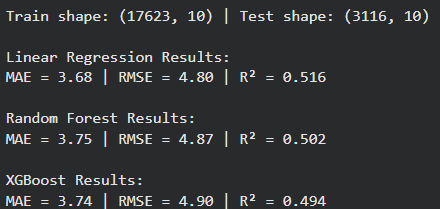 Train shape: (17623, 10) | Test shape: (3116, 10)
Linear Regression Results:
MAE = 3.68 | RMSE = 4.80 | R² = 0.516
Random Forest Results:
MAE = 3.75 | RMSE = 4.87 | R² = 0.502
XGBoost Results:
MAE = 3.74 | RMSE = 4.90 | R² = 0.494